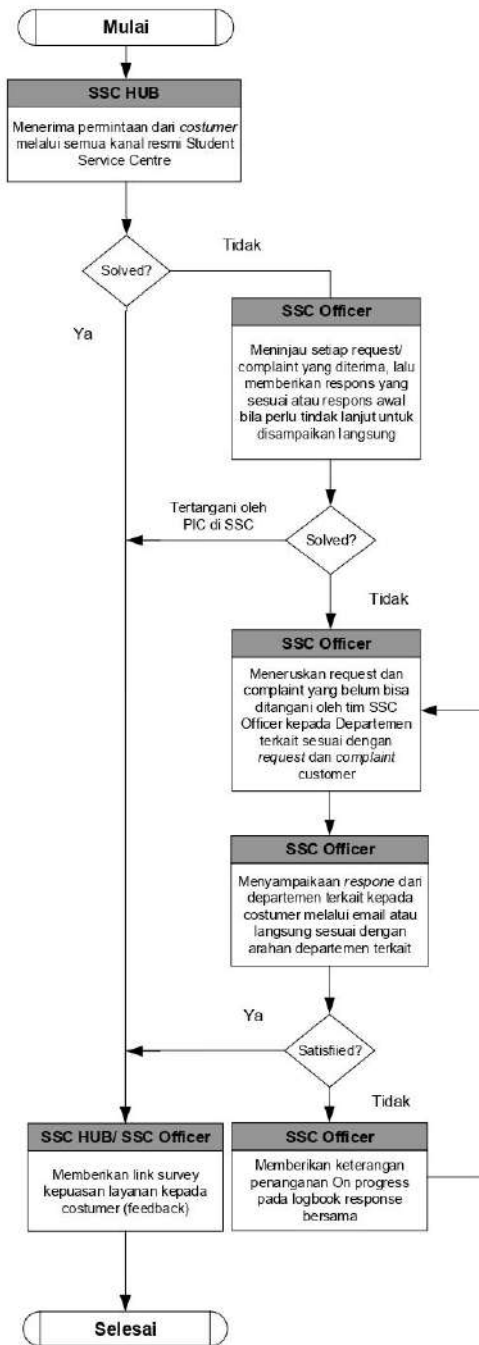 Mulai
SSC HUB
Menerima permintaan dari costumer
melalui semua kanal resmi Student
Service Centre
Tidak
Solved?
Ya
SSC Officer
Meninjau setiap request/
complaint yang diterima, lalu
memberikan respons yang
sesuai atau respons awal
bila perlu tindak lanjut untuk
disampaikan langsung
Tertangani oleh
PIC di SSC
Solved?
Tidak
SSC Officer
Meneruskan request dan
complaint yang belum bisa
ditangani oleh tim SSC
Officer kepada Departemen
terkait sesuai dengan
request dan complaint
customer
SSC Officer
Menyampaikaan respone dari
departemen terkait kepada
costumer melalui email atau
langsung sesuai dengan
arahan departemen terkait
Ya
Satisfiied?
Tidak
SSC HUB/ SSC Officer
Memberikan link survey
kepuasan layanan kepada
costumer (feedback)
SSC Officer
Memberikan keterangan
penanganan On progress
pada logbook response
bersama
Selesai